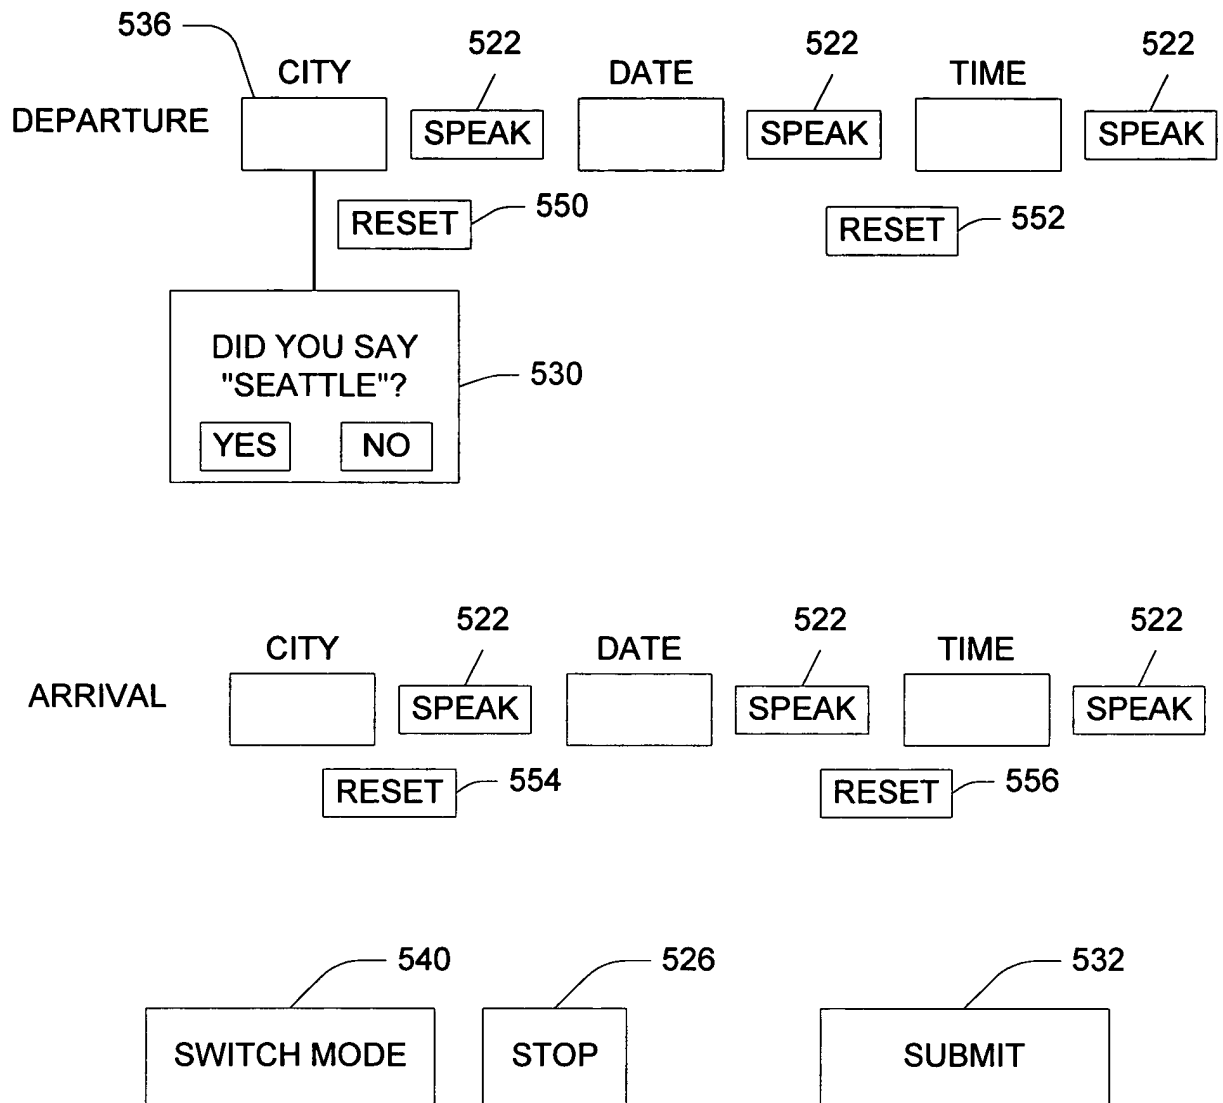 536
522
522
522
CITY
DATE
TIME
DEPARTURE
SPEAK
SPEAK
SPEAK
RESET
550
RESET
552
DID YOU SAY
"SEATTLE"?
530
YES
NO
522
522
522
CITY
DATE
TIME
ARRIVAL
SPEAK
SPEAK
SPEAK
RESET
554
RESET
556
540
526
532
SWITCH MODE
STOP
SUBMIT